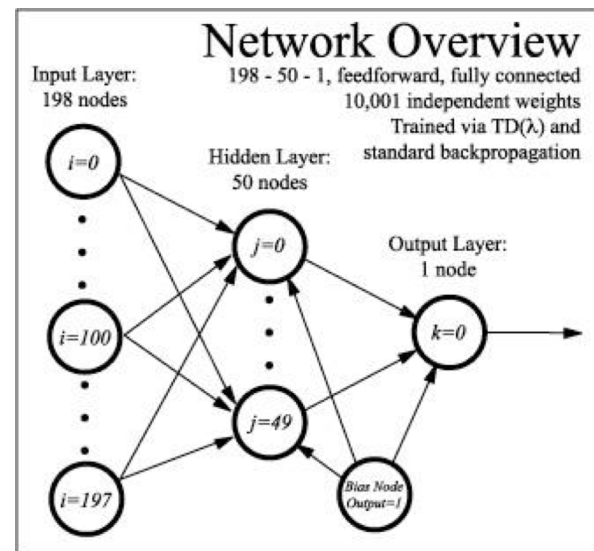 Network Overview
198 - 50 - 1, feedforward, fully connected
10,001 independent weights
Trained via TD(λ) and
standard backpropagation
Input Layer:
198 nodes
i=0
i=100
i=197
Hidden Layer:
50 nodes
j=0
j=49
Output Layer:
1 node
k=0
Bias Node
Output=1